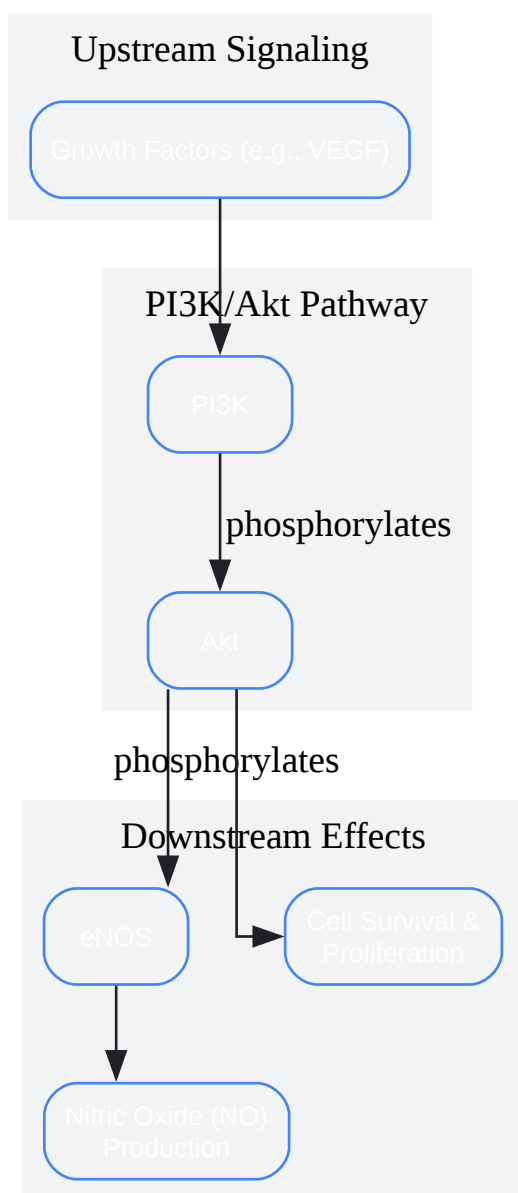 Upstream Signaling
Growth Factors (e.g., VEGF)
PI3K/Akt Pathway
PI3K
phosphorylates
Akt
phosphorylates
Downstream Effects
eNOS
Cell Survival &
Proliferation
Nitric Oxide (NO)
Production